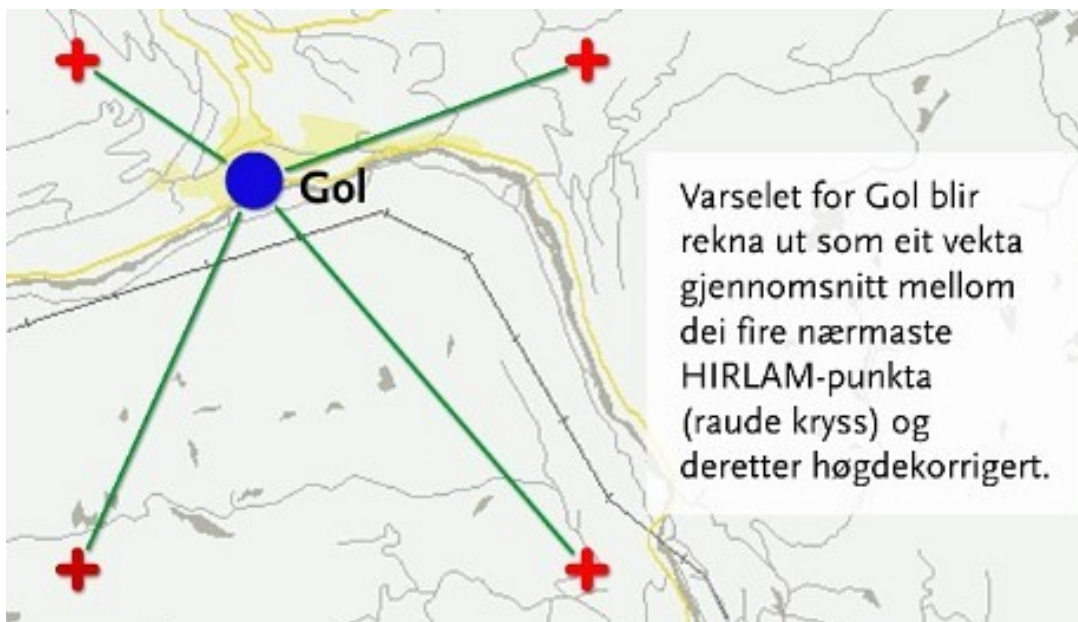 Gol
Varselet for Gol blir
rekna ut som eit vekta
gjennomsnitt mellom
dei fire nærmaste
HIRLAM-punkta
(raude kryss) og
deretter høgdekorrigert.